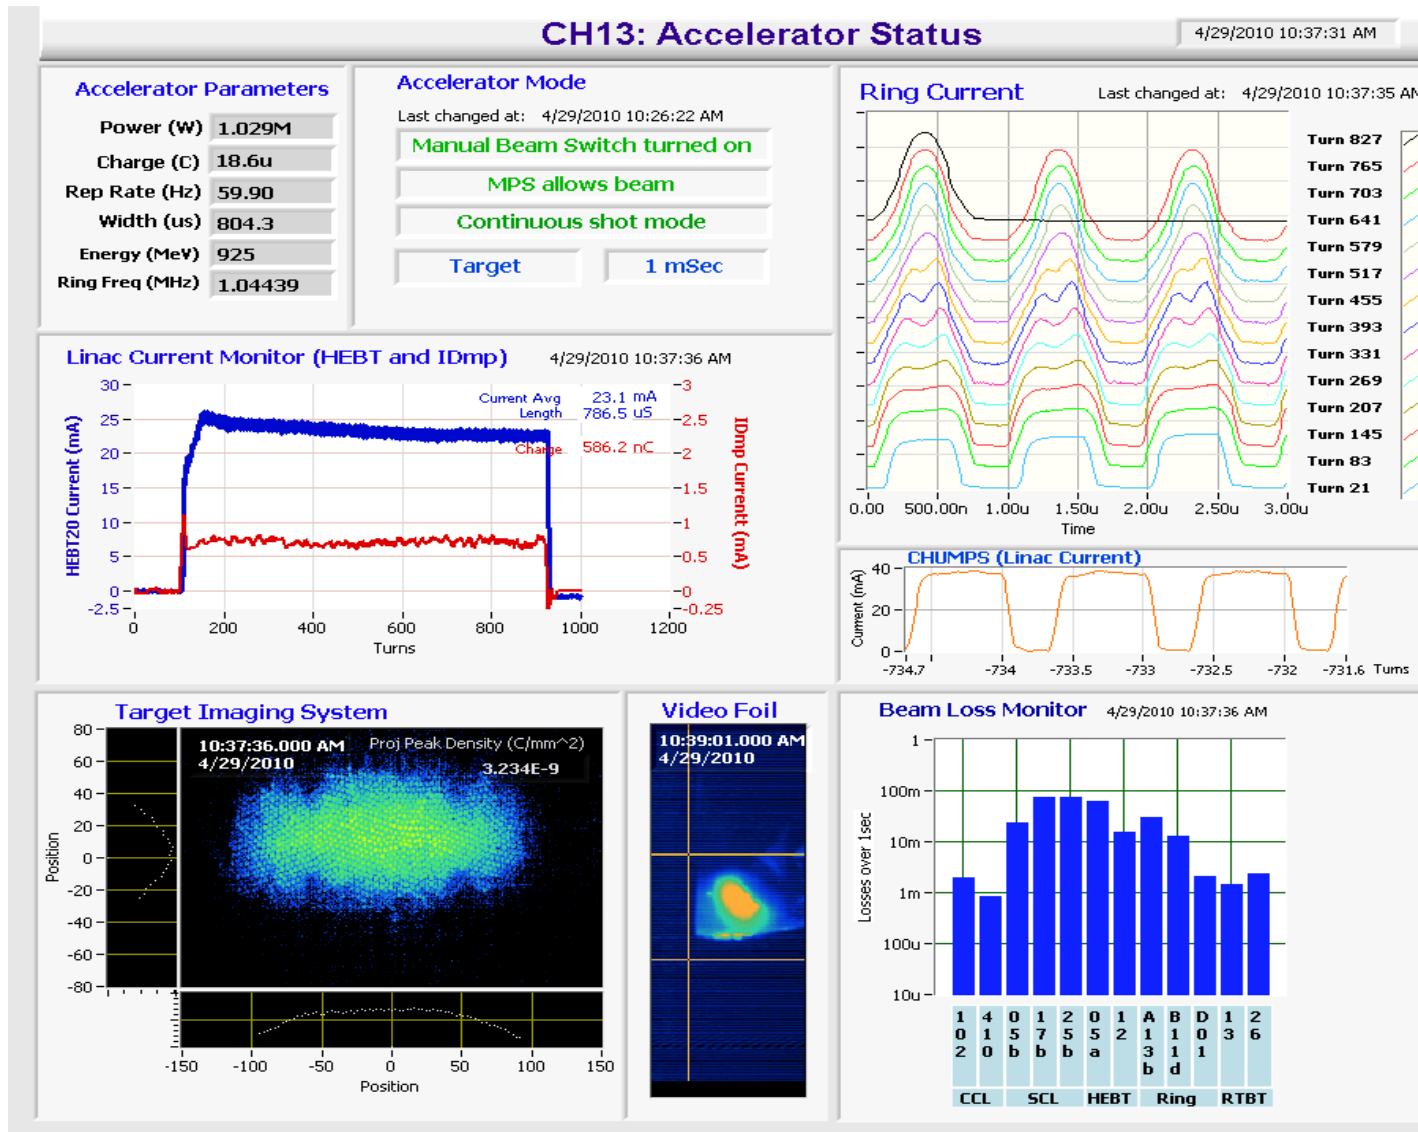 CH13: Accelerator Status
4/29/2010 10:37:31 AM
Accelerator Parameters
Power (W) 1.029M
Charge (C) 18.6u
Rep Rate (Hz) 59.90
Width (us) 804.3
Energy (MeV) 925
Ring Freq (MHz) 1.04439
Accelerator Mode
Last changed at: 4/29/2010 10:26:22 AM
Manual Beam Switch turned on
MPS allows beam
Continuous shot mode
Target 1 mSec
Ring Current
Last changed at: 4/29/2010 10:37:35 AM
Turn 827
Turn 765
Turn 703
Turn 641
Turn 579
Turn 517
Turn 455
Turn 393
Turn 331
Turn 269
Turn 207
Turn 145
Turn 83
Turn 21
0.00 500.00n 1.00u 1.50u 2.00u 2.50u 3.00u
Time
Linac Current Monitor (HEBT and IDmp) 4/29/2010 10:37:36 AM
HEBT20 Current (mA)
30
25
20
15
10
5
0
-2.5
Current Avg 23.1 mA
Length 786.5 uS
Charge 586.2 nC
3
2.5
2
1.5
1
0.5
0
-0.25
IDmp Currentt (mA)
0 200 400 600 800 1000 1200
Turns
CHUMPS (Linac Current)
Current (mA)
40
20
0
-734.7 -734 -733.5 -733 -732.5 -732 -731.6 Turns
Target Imaging System
Position
80
60
40
20
0
-20
-40
-60
-80
10:37:36.000 AM
4/29/2010
Proj Peak Density (C/mm^2)
3.234E-9
-150 -100 -50 0 50 100 150
Position
Video Foil
10:39:01.000 AM
4/29/2010
Beam Loss Monitor 4/29/2010 10:37:36 AM
Losses over 1sec
1
100m
10m
1m
100u
10u
102 410 05b 17b 25b 05a 12 A13b B11d D01 13 26
CCL SCL HEBT Ring RTBT